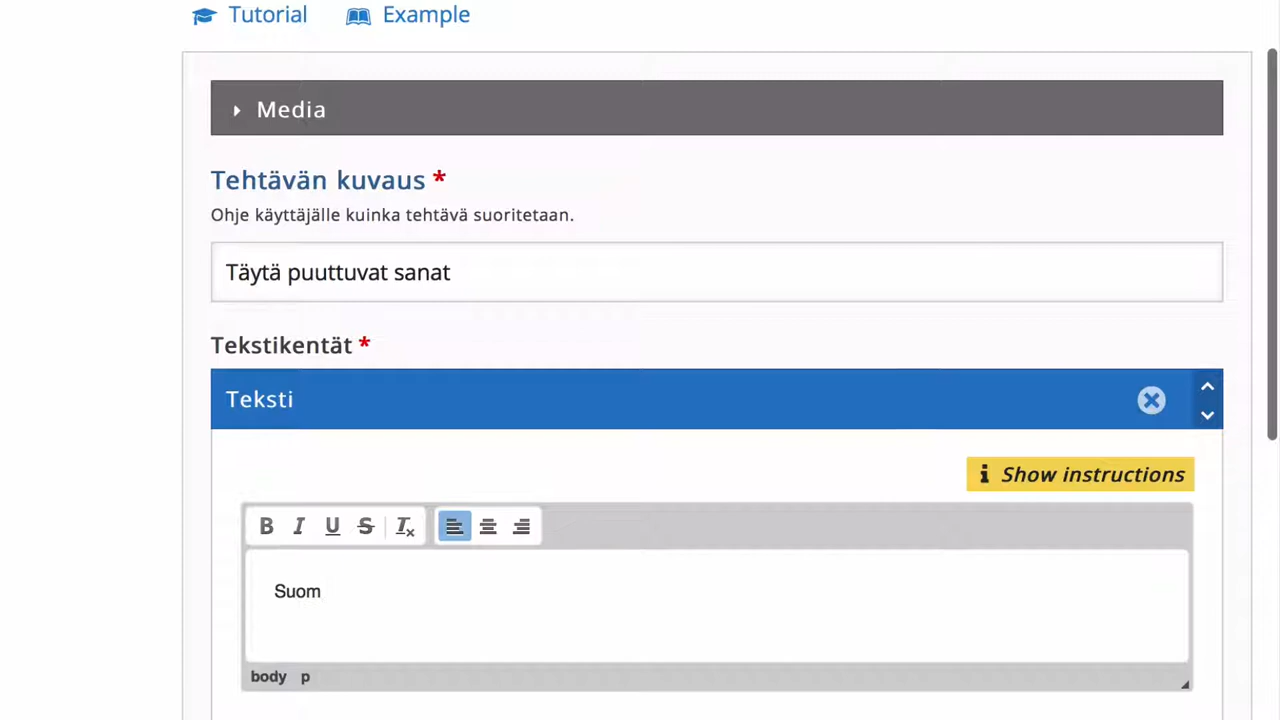 Tutorial Example
Media
Tehtävän kuvaus *
Ohje käyttäjälle kuinka tehtävä suoritetaan.
Täytä puuttuvat sanat
Tekstikentät *
Teksti
Show instructions
B I U S Tx
Suom
body p